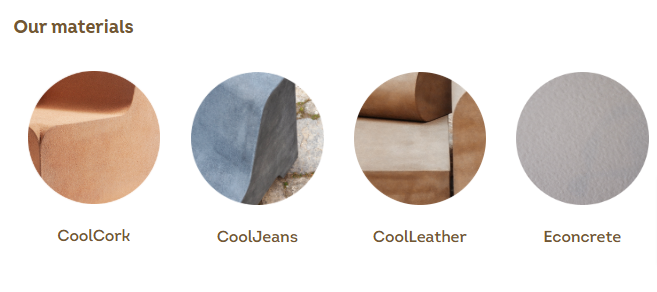 Our materials
CoolCork
CoolJeans
CoolLeather
Econcrete